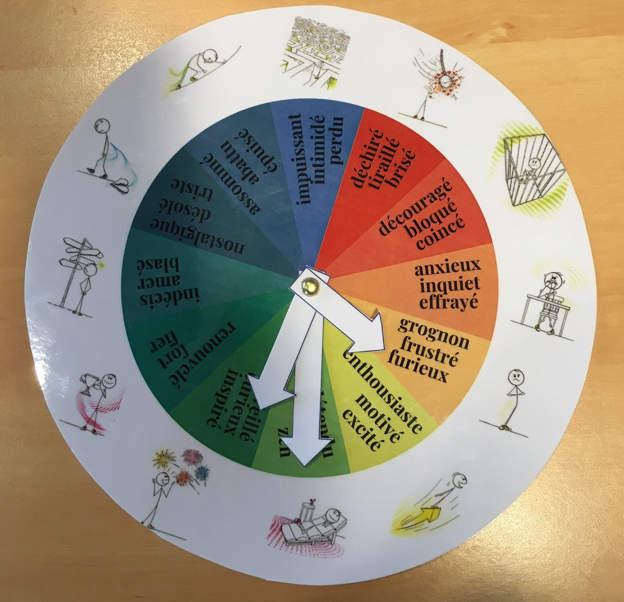 impuissant
intimidé
perdu
déchiré
tiraillé
brisé
découragé
bloqué
coincé
anxieux
inquiet
effrayé
grognon
frustré
furieux
enthousiaste
motivé
excité
zen
curieux
inspiré
renouvelé
fort
fier
indécis
amer
blasé
nostalgique
désolé
triste
assommé
abattu
épuisé